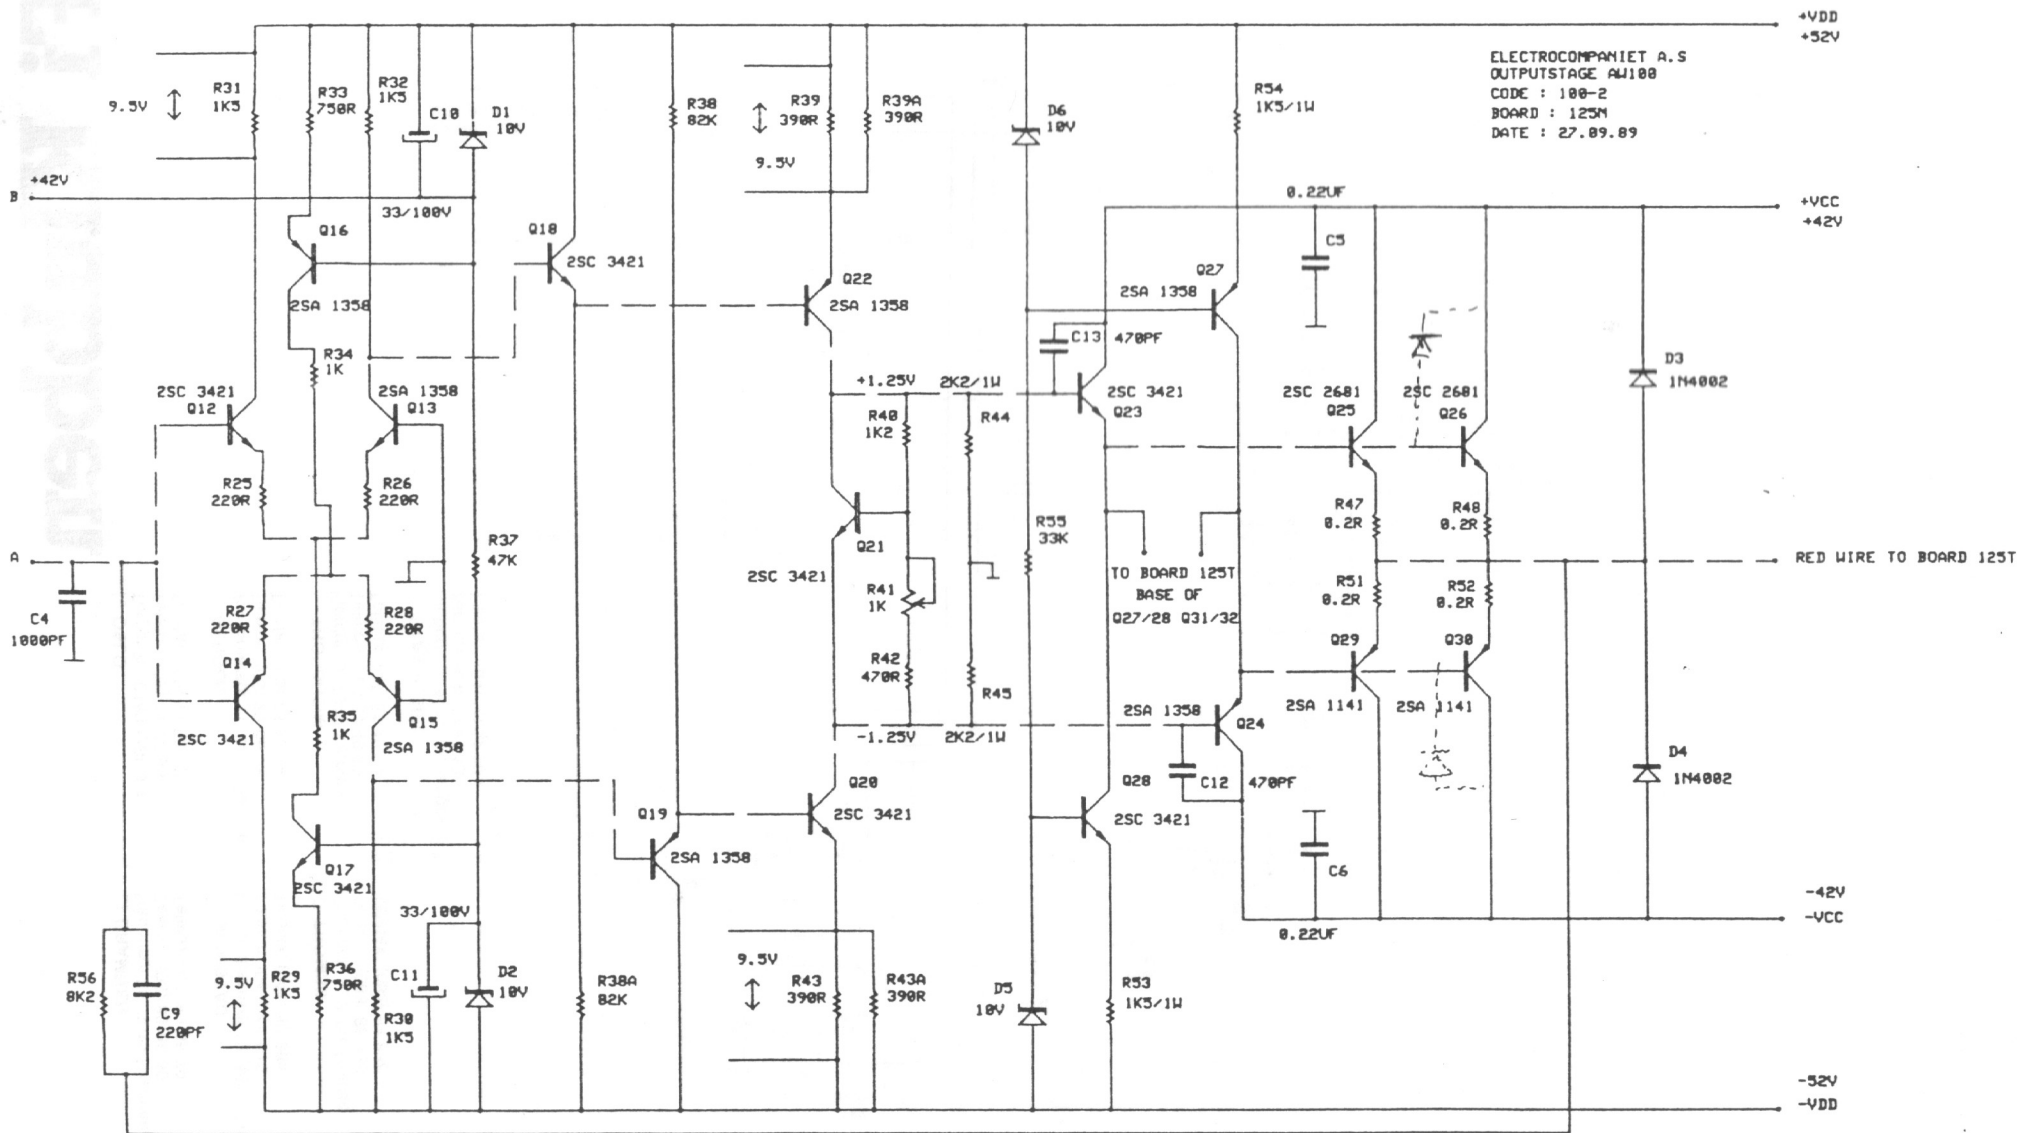 +VDD
+52V
ELECTROCOMPANIET A.S
OUTPUTSTAGE AW100
CODE : 100-2
BOARD : 125M
DATE : 27.09.89
9.5V
R31
1K5
R33
750R
R32
1K5
C10
D1
10V
R38
82K
9.5V
R39
390R
R39A
390R
D6
10V
R54
1K5/1W
B
+42V
33/100V
0.22UF
+VCC
+42V
Q16
2SA 1358
Q18
2SC 3421
Q22
2SA 1358
Q27
2SA 1358
C5
R34
1K
C13
470PF
D3
1N4002
2SC 3421
Q12
2SA 1358
Q13
+1.25V
2K2/1W
2SC 3421
Q23
2SC 2681
Q25
2SC 2681
Q26
R40
1K2
R44
R25
220R
R26
220R
R47
0.2R
R48
0.2R
R37
47K
Q21
2SC 3421
R55
33K
A
RED WIRE TO BOARD 125T
TO BOARD 125T
BASE OF
Q27/28 Q31/32
R41
1K
R51
0.2R
R52
0.2R
C4
1000PF
R27
220R
R28
220R
Q29
2SA 1141
Q30
2SA 1141
Q14
2SC 3421
R42
470R
R45
R35
1K
Q15
2SA 1358
-1.25V
2K2/1W
2SA 1358
Q24
D4
1N4002
Q20
2SC 3421
Q28
2SC 3421
C12
470PF
Q19
2SA 1358
Q17
2SC 3421
C6
33/100V
-42V
-VCC
0.22UF
R56
8K2
C9
220PF
9.5V
R29
1K5
R36
750R
R30
1K5
C11
D2
10V
R38A
82K
9.5V
R43
390R
R43A
390R
D5
10V
R53
1K5/1W
-52V
-VDD